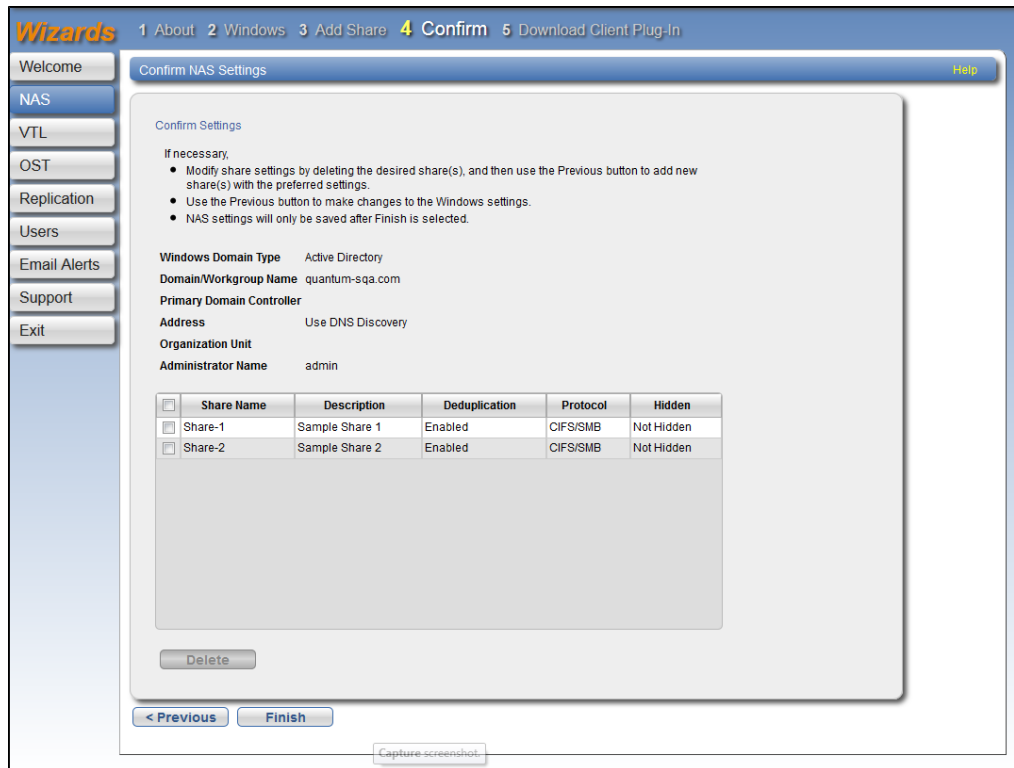 Wizards
1 About 2 Windows 3 Add Share 4 Confirm 5 Download Client Plug-In
Welcome
NAS
VTL
OST
Replication
Users
Email Alerts
Support
Exit
Confirm NAS Settings Help
Confirm Settings
If necessary,
• Modify share settings by deleting the desired share(s), and then use the Previous button to add new
share(s) with the preferred settings.
• Use the Previous button to make changes to the Windows settings.
• NAS settings will only be saved after Finish is selected.
Windows Domain Type Active Directory
Domain/Workgroup Name quantum-sqa.com
Primary Domain Controller
Address Use DNS Discovery
Organization Unit
Administrator Name admin
Share Name Description Deduplication Protocol Hidden
Share-1 Sample Share 1 Enabled CIFS/SMB Not Hidden
Share-2 Sample Share 2 Enabled CIFS/SMB Not Hidden
Delete
< Previous Finish
Capture screenshot.